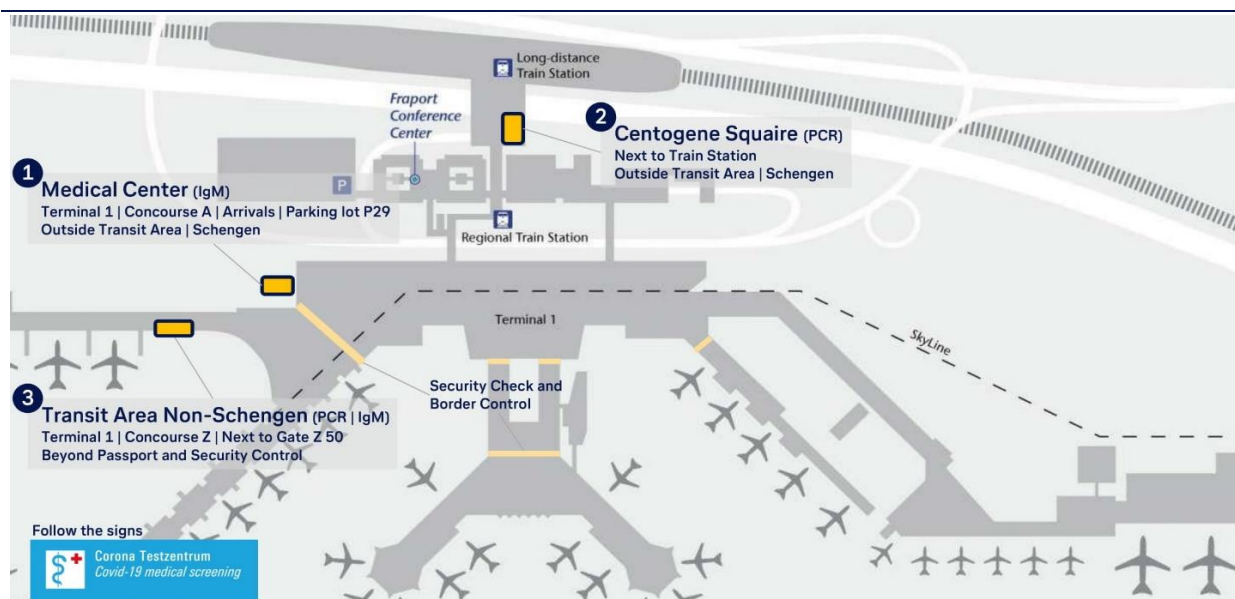 Long-distance
Train Station
Fraport
Conference
Center
2
Centogene Squaire (PCR)
Next to Train Station
Outside Transit Area | Schengen
1
Medical Center (IgM)
P
Terminal 1 | Concourse A | Arrivals | Parking lot P29
Outside Transit Area | Schengen
Regional Train Station
Terminal 1
SkyLine
Security Check and
Border Control
3
Transit Area Non-Schengen (PCR | IgM)
Terminal 1 | Concourse Z | Next to Gate Z 50
Beyond Passport and Security Control
Follow the signs
Corona Testzentrum
Covid-19 medical screening